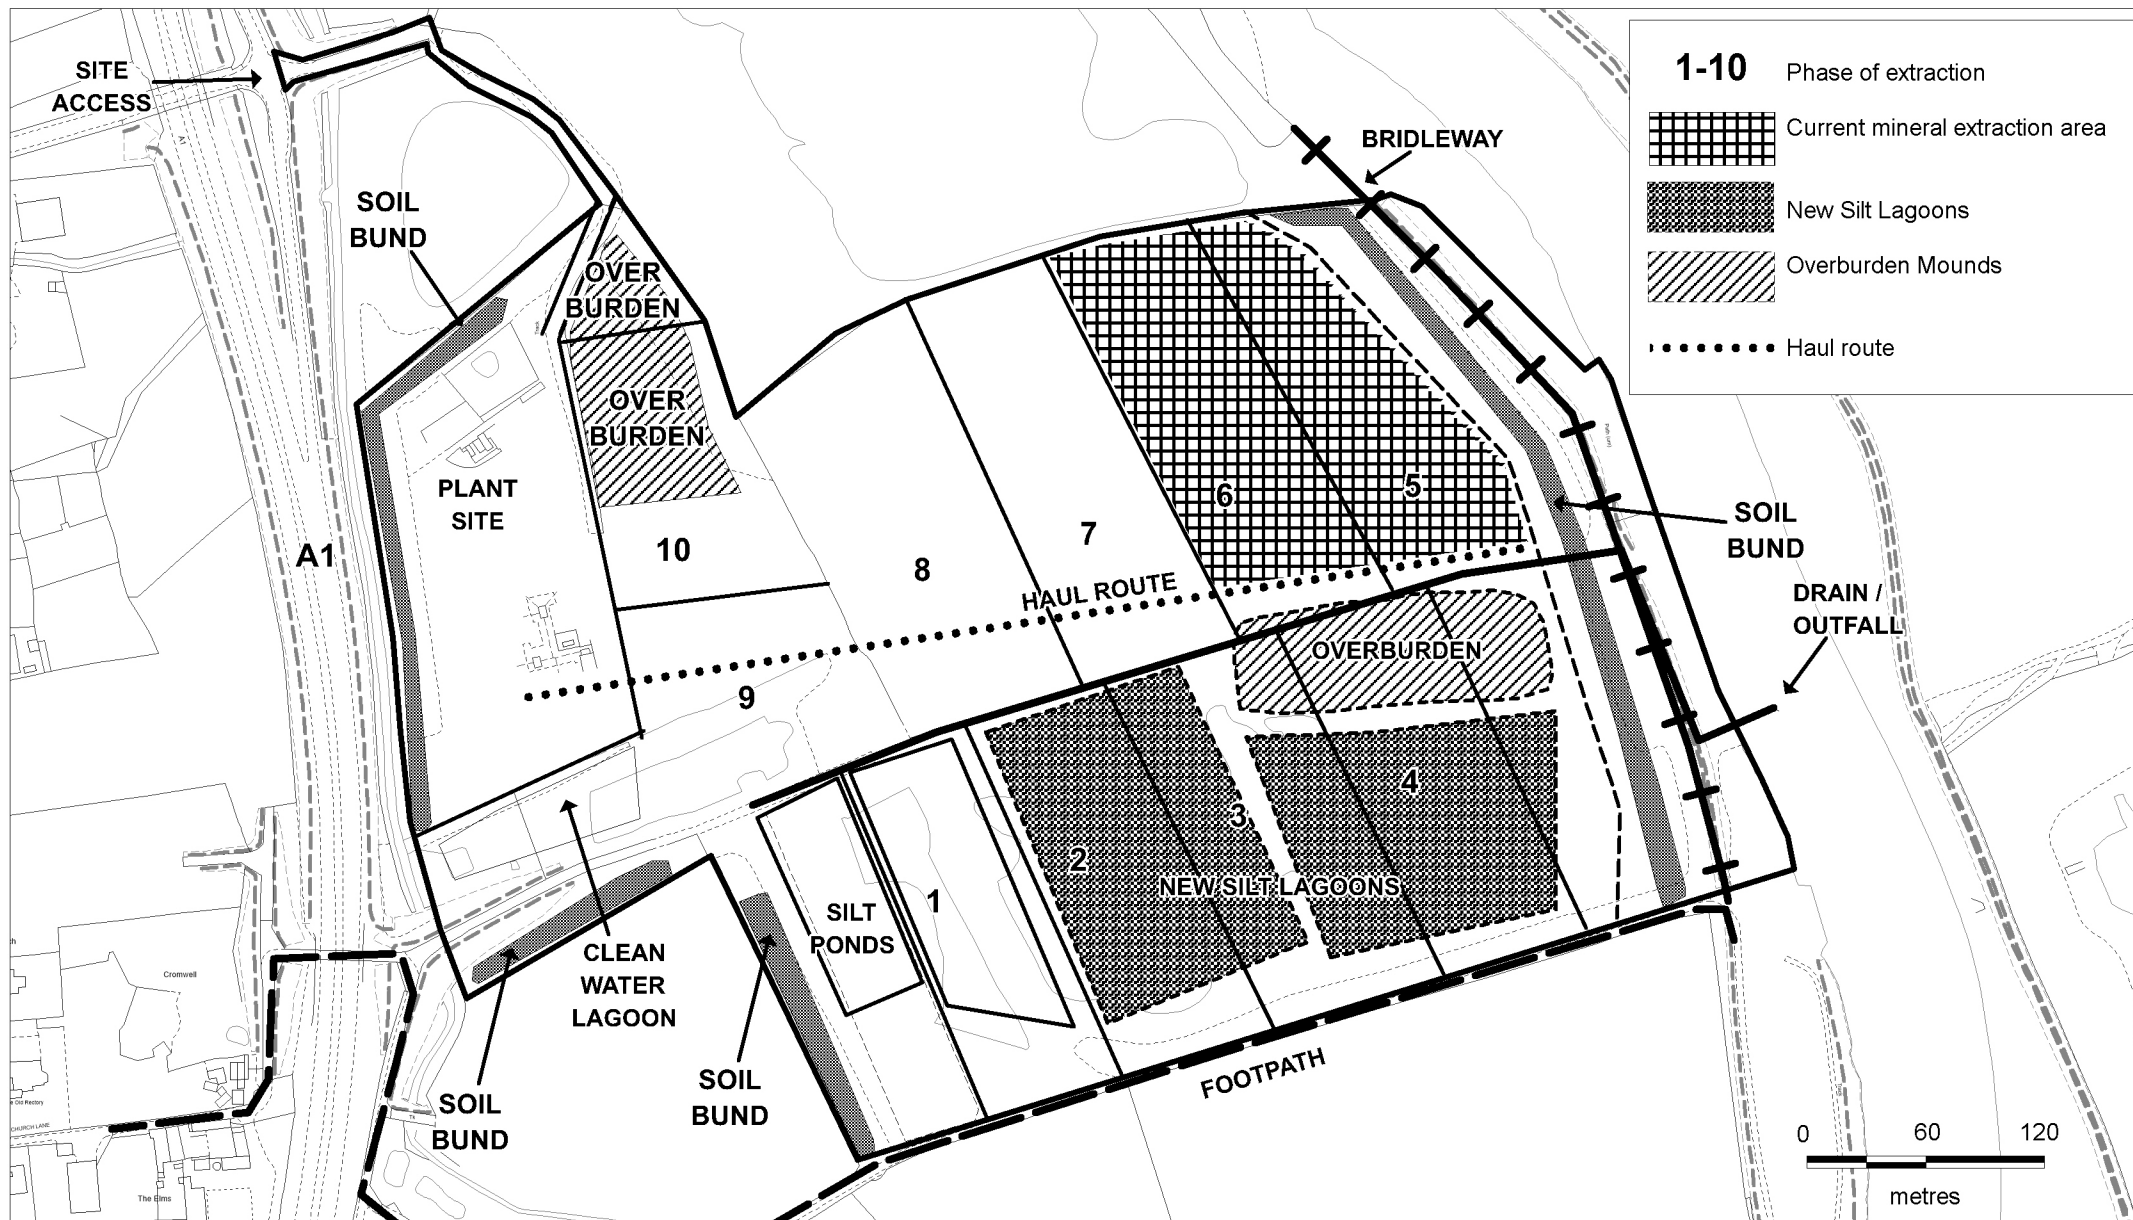 SITE
ACCESS
SOIL
BUND
OVER
BURDEN
OVER
BURDEN
PLANT
SITE
A1
10
9
8
7
6
5
HAUL ROUTE
BRIDLEWAY
SOIL
BUND
DRAIN /
OUTFALL
OVERBURDEN
4
3
2
1
NEW SILT LAGOONS
SILT
PONDS
CLEAN
WATER
LAGOON
SOIL
BUND
SOIL
BUND
FOOTPATH
Cromwell
CHURCH LANE
The Elms
1-10 Phase of extraction
Current mineral extraction area
New Silt Lagoons
Overburden Mounds
Haul route
0 60 120
metres